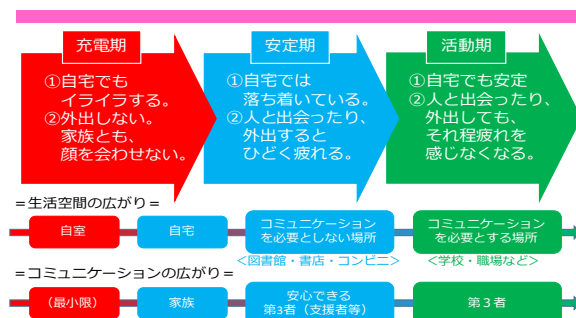 充電期
①自宅でも
イライラする。
②外出しない。
家族とも、
顔を会わせない。
安定期
①自宅では
落ち着いている。
②人と出会ったり、
外出すると
ひどく疲れる。
活動期
①自宅でも安定
②人と出会ったり、
外出しても、
それ程疲れを
感じなくなる。
＝生活空間の広がり＝
自室
自宅
コミュニケーション
を必要としない場所
コミュニケーション
を必要とする場所
＜図書館・書店・コンビニ＞
＜学校・職場など＞
＝コミュニケーションの広がり＝
（最小限）
家族
安心できる
第3者（支援者等）
第３者